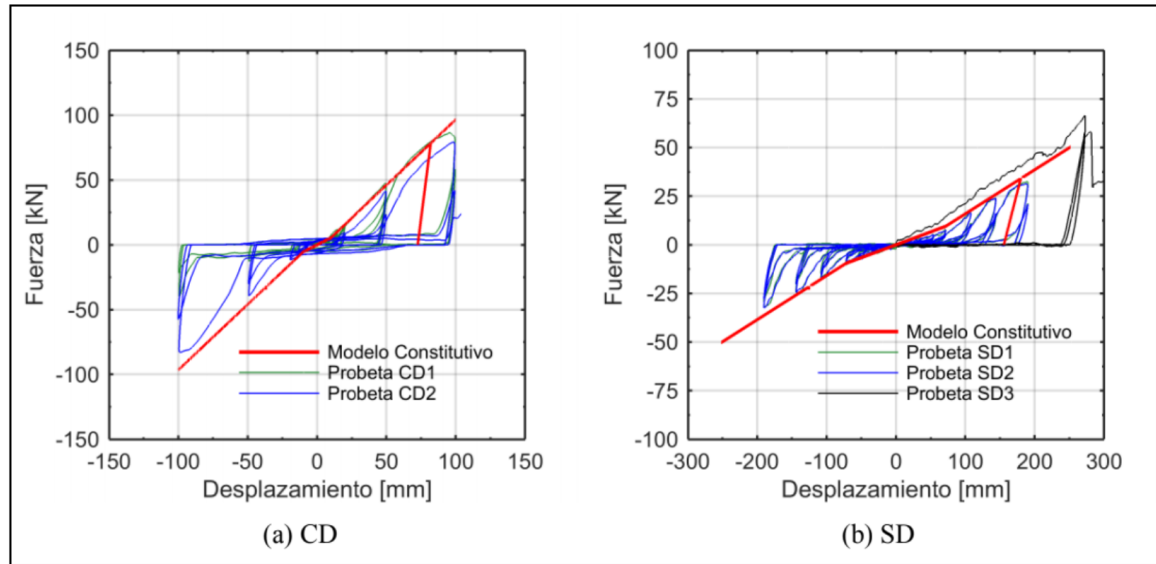 150
100
50
0
-50
-100
-150
Fuerza [kN]
-150 -100 -50 0 50 100 150
Desplazamiento [mm]
Modelo Constitutivo
Probeta CD1
Probeta CD2
(a) CD
100
75
50
25
0
-25
-50
-75
-100
Fuerza [kN]
-300 -200 -100 0 100 200 300
Desplazamiento [mm]
Modelo Constitutivo
Probeta SD1
Probeta SD2
Probeta SD3
(b) SD